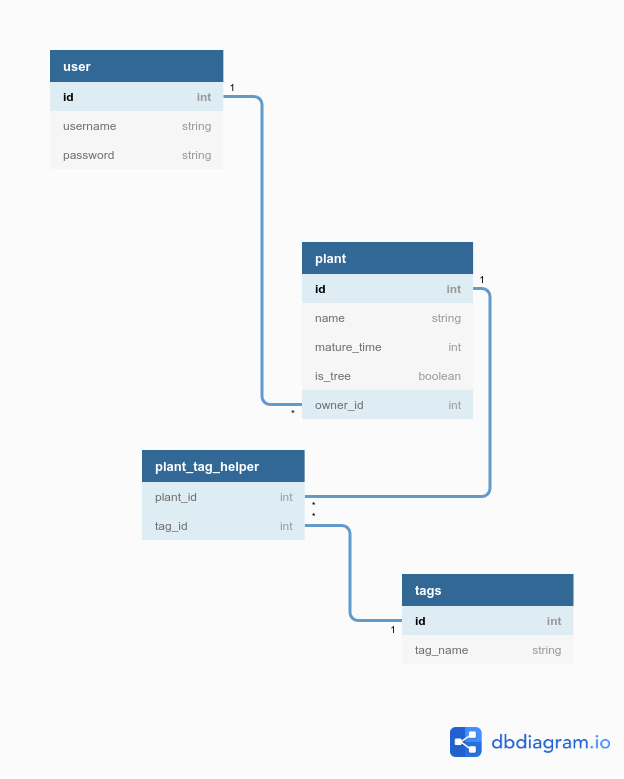 user
1
id int
username string
password string
plant
1
id int
name string
mature_time int
is_tree boolean
owner_id int
*
plant_tag_helper
plant_id int
*
*
tag_id int
tags
id int
1
tag_name string
dbdiagram.io